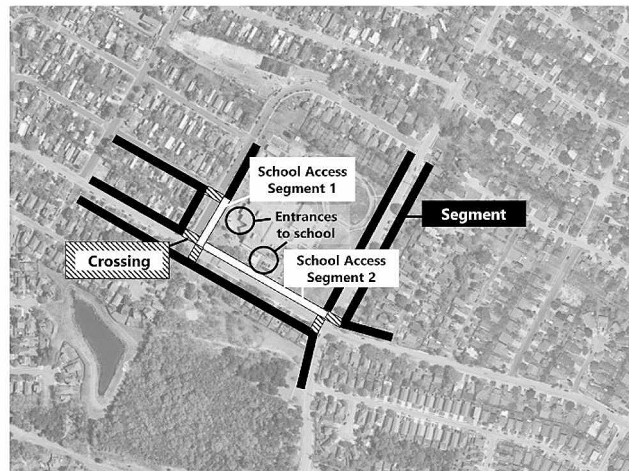 School Access
Segment 1
Entrances
to school
Segment
Crossing
School Access
Segment 2